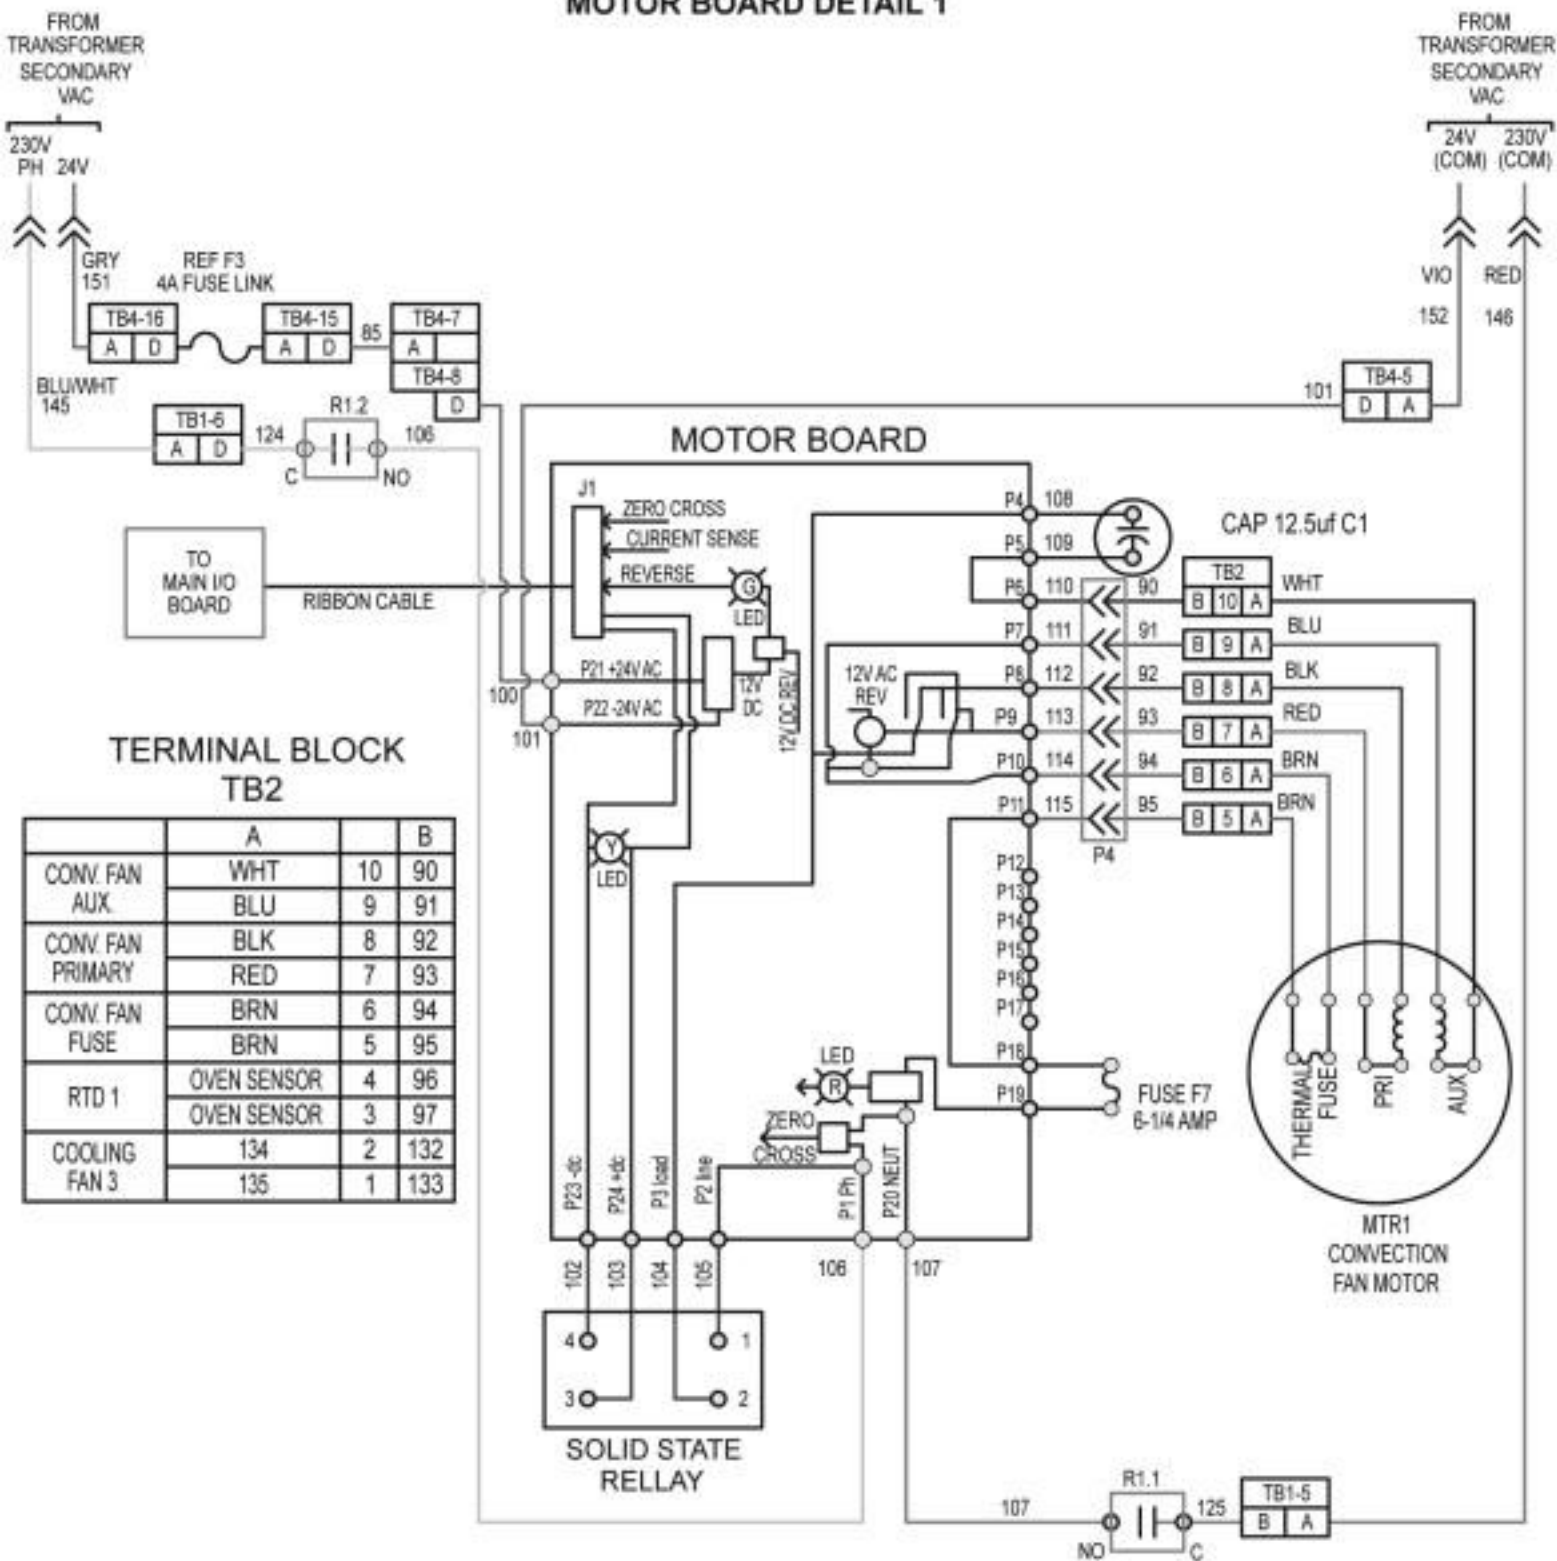 MOTOR BOARD DETAIL 1
FROM
TRANSFORMER
SECONDARY
VAC
230V
PH 24V
FROM
TRANSFORMER
SECONDARY
VAC
24V 230V
(COM) (COM)
GRY
151
REF F3
4A FUSE LINK
TB4-16
A D
TB4-15
A D
85
TB4-7
A
TB4-8
D
BLU/WHT
145
TB1-6
A D
124
R1.2
C
NO
106
VIO RED
152 146
101
TB4-5
D A
MOTOR BOARD
TO
MAIN I/O
BOARD
RIBBON CABLE
J1
ZERO CROSS
CURRENT SENSE
REVERSE
G
LED
P21 +24V AC
P22 -24V AC
100
101
12V
DC
12V DC REV
12V AC
REV
P4 108
P5 109
P6 110
P7 111
P8 112
P9 113
P10 114
P11 115
P12
P13
P14
P15
P16
P17
P18
P19
CAP 12.5uf C1
P4
90
91
92
93
94
95
TB2
B 10 A WHT
B 9 A BLU
B 8 A BLK
B 7 A RED
B 6 A BRN
B 5 A BRN
TERMINAL BLOCK
TB2
A B
CONV. FAN
AUX.
WHT 10 90
BLU 9 91
CONV. FAN
PRIMARY
BLK 8 92
RED 7 93
CONV. FAN
FUSE
BRN 6 94
BRN 5 95
RTD 1
OVEN SENSOR 4 96
OVEN SENSOR 3 97
COOLING
FAN 3
134 2 132
135 1 133
Y
LED
LED
R
ZERO
CROSS
FUSE F7
6-1/4 AMP
THERMAL
FUSE
PRI
AUX
MTR1
CONVECTION
FAN MOTOR
P23 -dc
P24 +dc
P3 load
P2 line
P1 Ph
P20 NEUT
102
103
104
105
106
107
4 1
3 2
SOLID STATE
RELLAY
107
R1.1
NO
C
125
TB1-5
B A